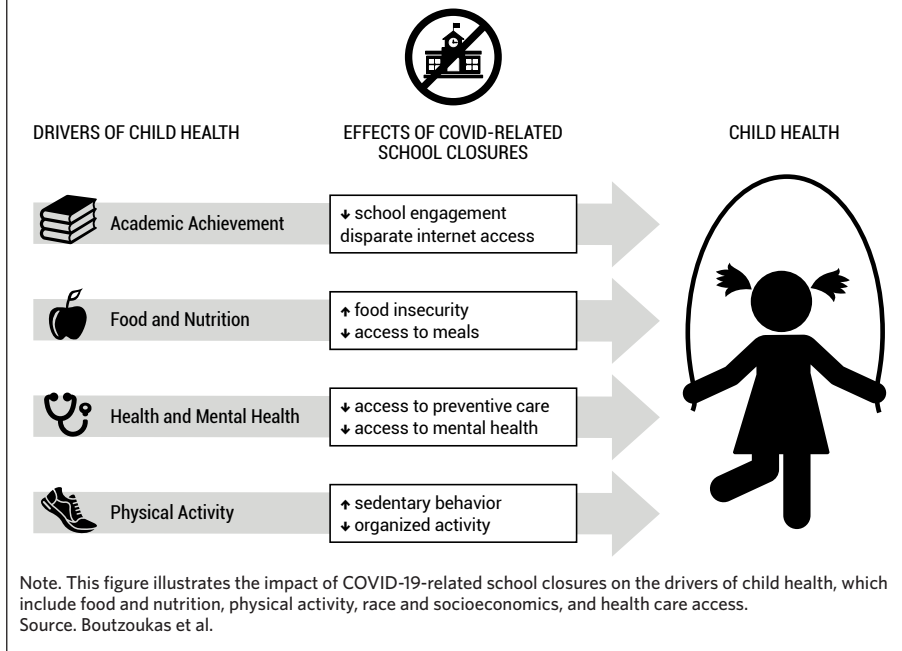 DRIVERS OF CHILD HEALTH
EFFECTS OF COVID-RELATED
SCHOOL CLOSURES
CHILD HEALTH
Academic Achievement
↓ school engagement
disparate internet access
Food and Nutrition
↑ food insecurity
↓ access to meals
Health and Mental Health
↓ access to preventive care
↓ access to mental health
Physical Activity
↑ sedentary behavior
↓ organized activity
Note. This figure illustrates the impact of COVID-19-related school closures on the drivers of child health, which
include food and nutrition, physical activity, race and socioeconomics, and health care access.
Source. Boutzoukas et al.